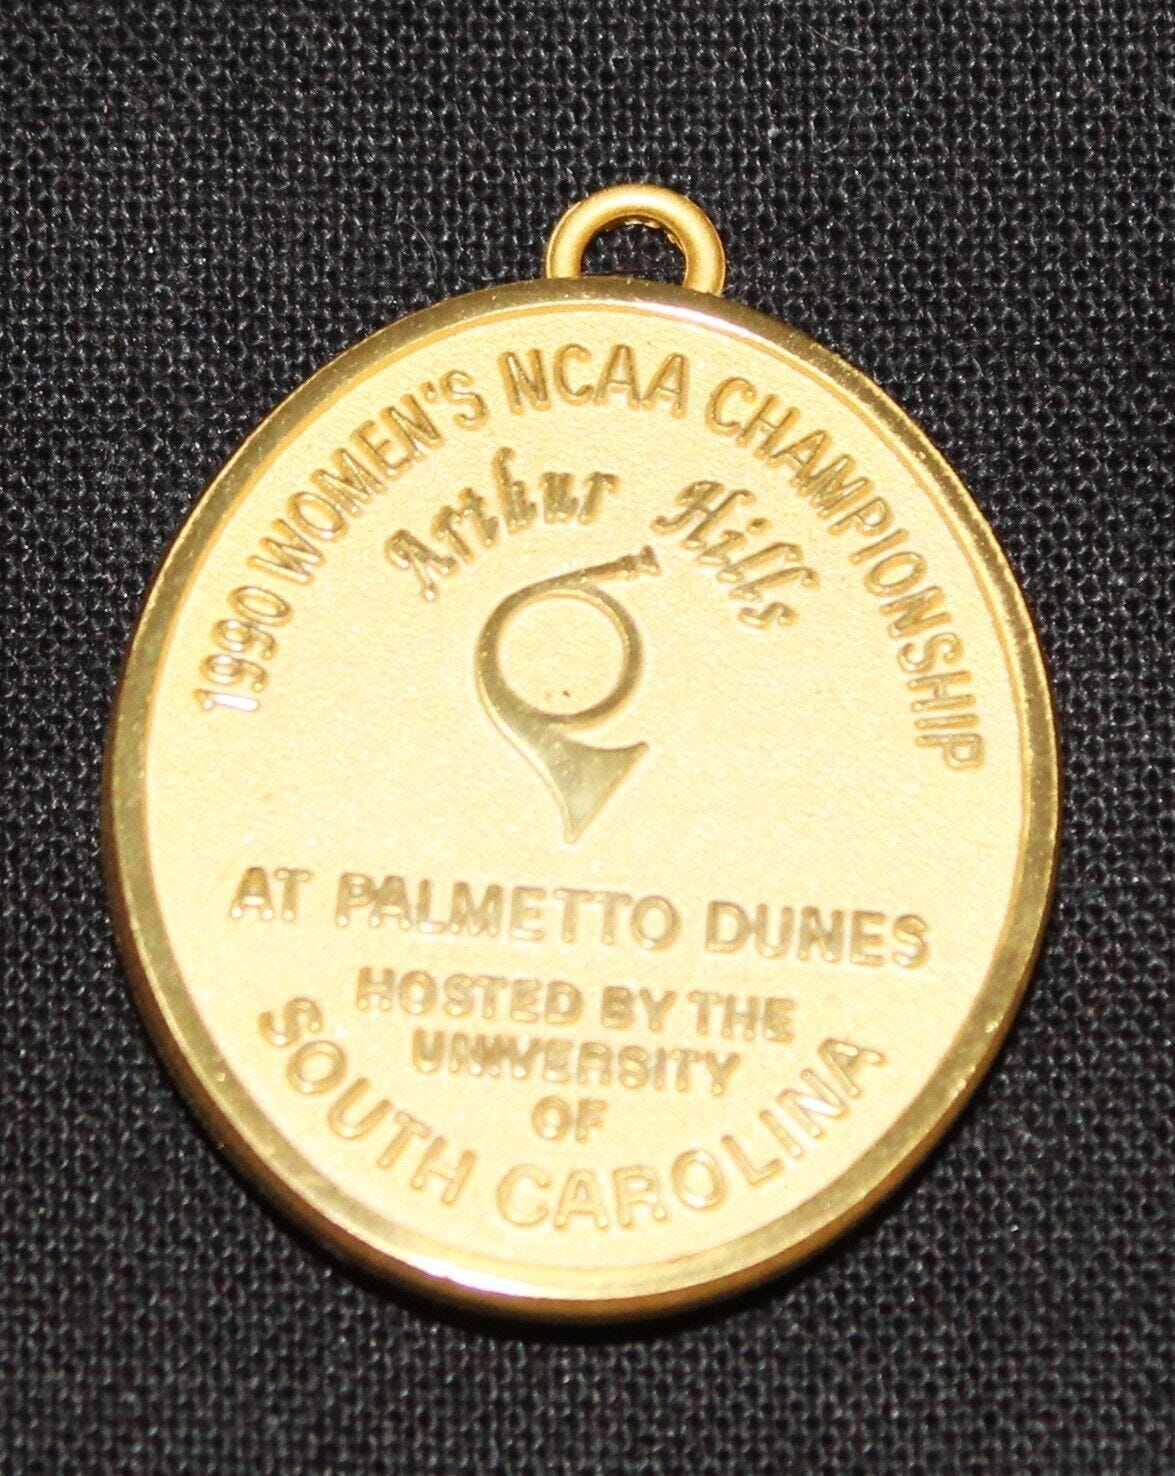 1990 WOMEN'S NCAA CHAMPIONSHIP
Arthur Hills
AT PALMETTO DUNES
HOSTED BY THE
UNIVERSITY
OF
SOUTH CAROLINA